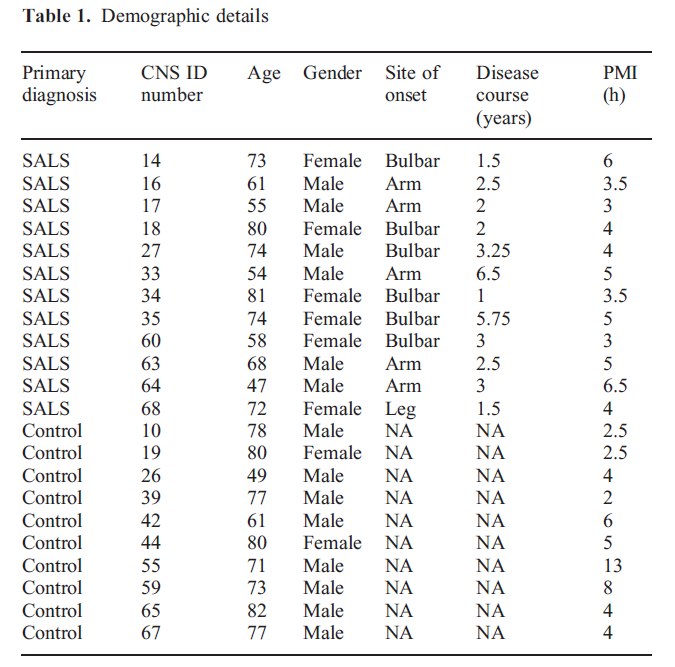 Table 1. Demographic details
Primary diagnosis CNS ID number Age Gender Site of onset Disease course (years) PMI (h)
SALS 14 73 Female Bulbar 1.5 6
SALS 16 61 Male Arm 2.5 3.5
SALS 17 55 Male Arm 2 3
SALS 18 80 Female Bulbar 2 4
SALS 27 74 Male Bulbar 3.25 4
SALS 33 54 Male Arm 6.5 5
SALS 34 81 Female Bulbar 1 3.5
SALS 35 74 Female Bulbar 5.75 5
SALS 60 58 Female Bulbar 3 3
SALS 63 68 Male Arm 2.5 5
SALS 64 47 Male Arm 3 6.5
SALS 68 72 Female Leg 1.5 4
Control 10 78 Male NA NA 2.5
Control 19 80 Female NA NA 2.5
Control 26 49 Male NA NA 4
Control 39 77 Male NA NA 2
Control 42 61 Male NA NA 6
Control 44 80 Female NA NA 5
Control 55 71 Male NA NA 13
Control 59 73 Male NA NA 8
Control 65 82 Male NA NA 4
Control 67 77 Male NA NA 4